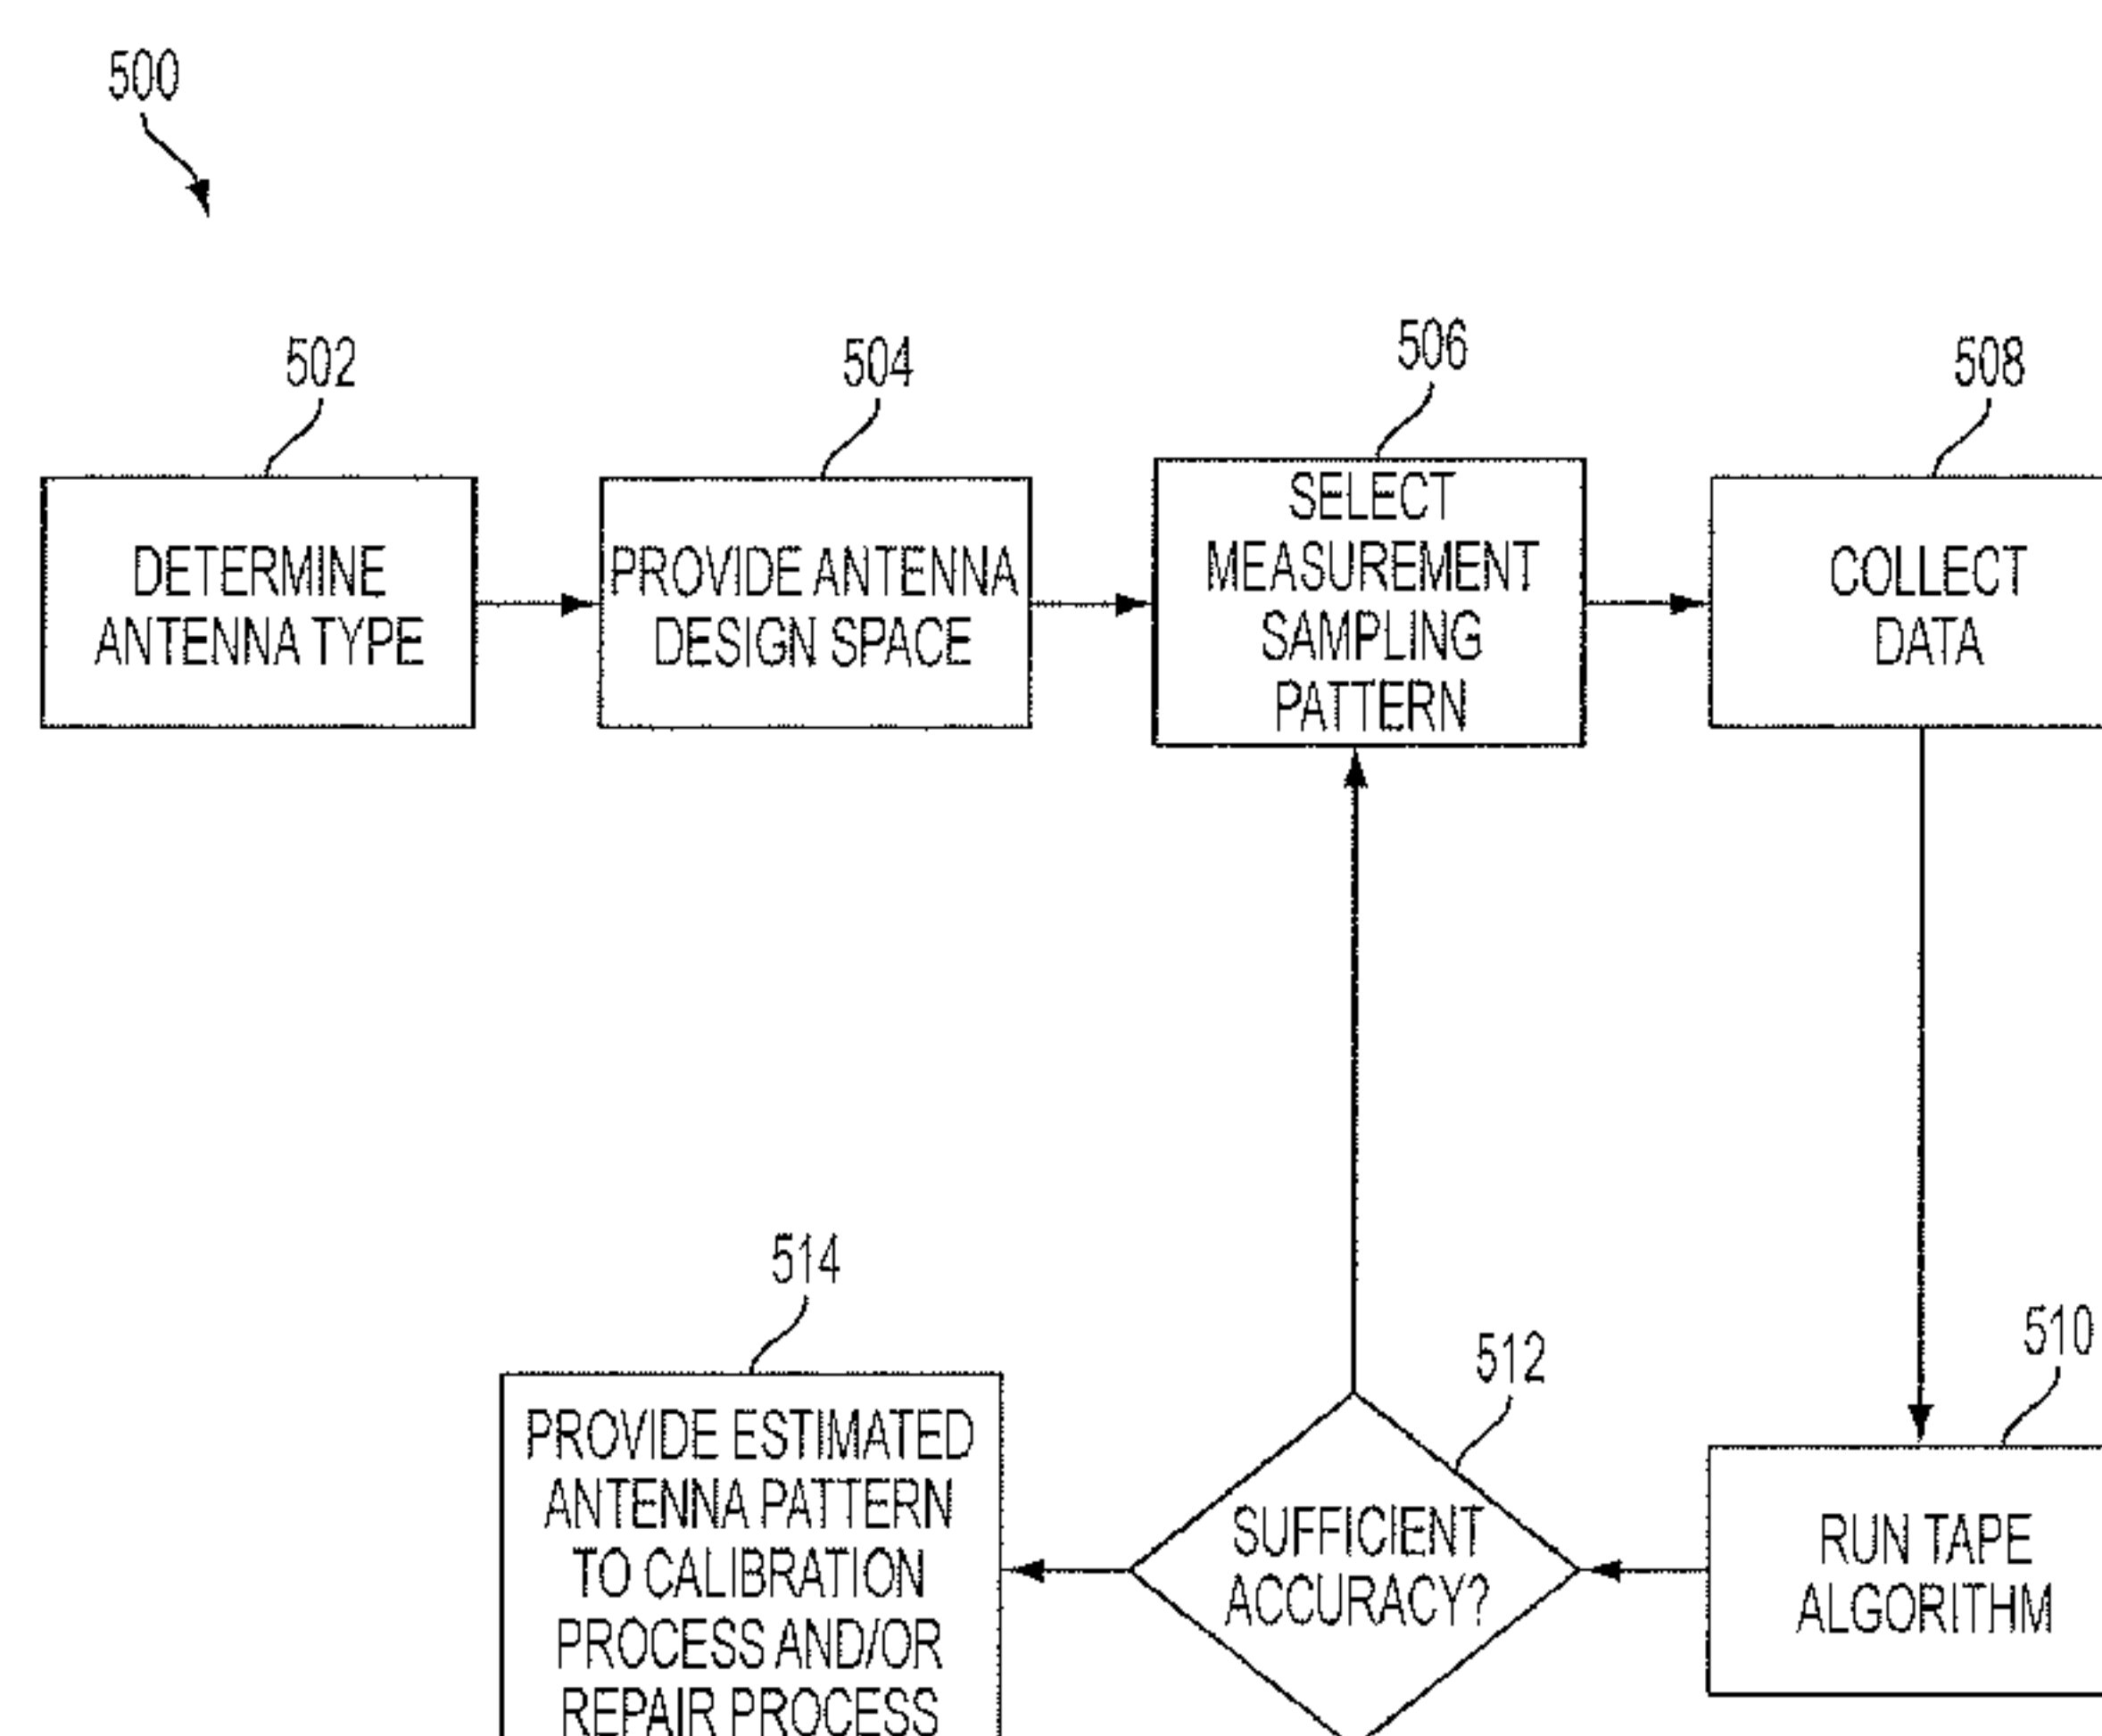 500
502
DETERMINE
ANTENNA TYPE
504
PROVIDE ANTENNA
DESIGN SPACE
506
SELECT
MEASUREMENT
SAMPLING
PATTERN
508
COLLECT
DATA
510
RUN TAPE
ALGORITHM
512
SUFFICIENT
ACCURACY?
514
PROVIDE ESTIMATED
ANTENNA PATTERN
TO CALIBRATION
PROCESS AND/OR
REPAIR PROCESS